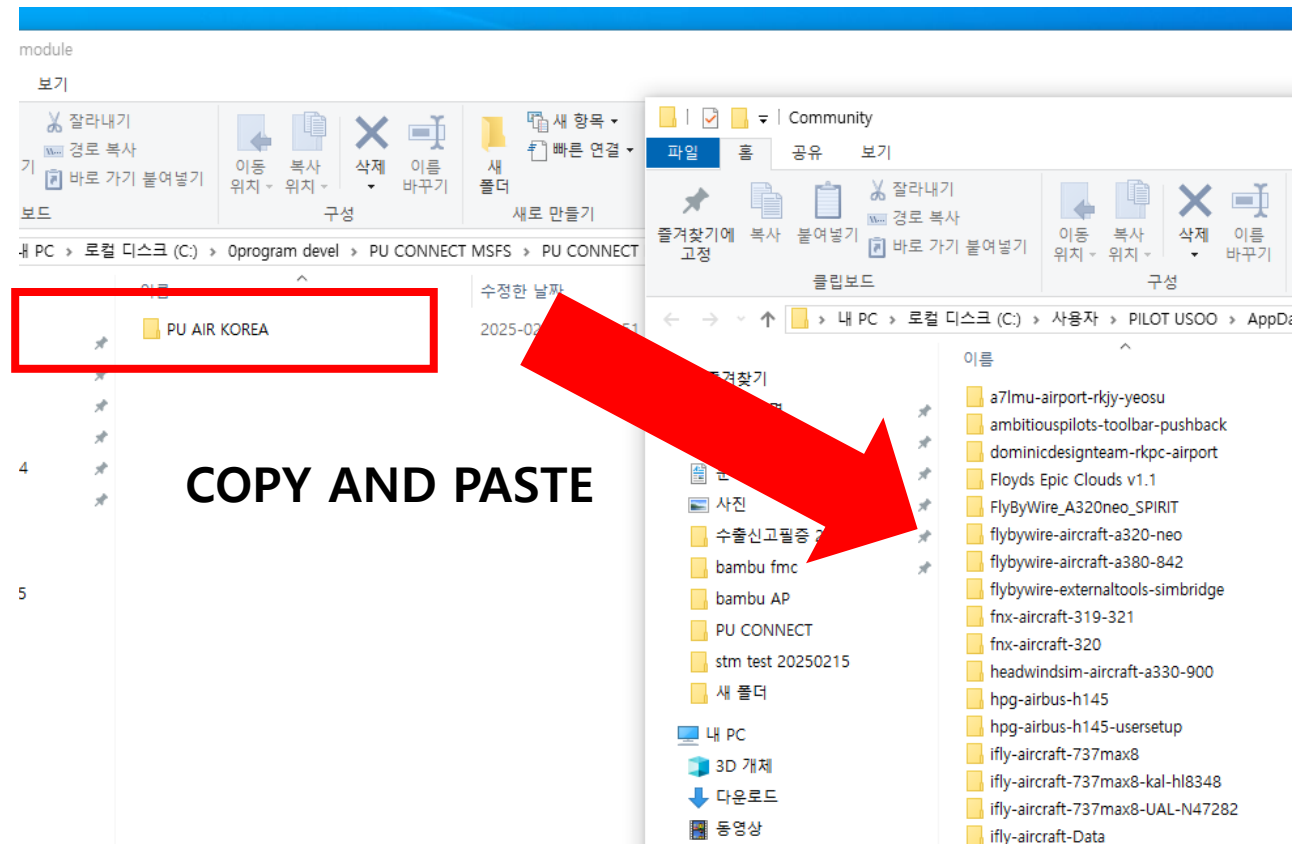 module
보기
잘라내기
경로 복사
기
바로 가기 붙여넣기
보드
이동
위치
복사
위치
삭제
이름
바꾸기
구성
새
폴더
새 항목
빠른 연결
새로 만들기
내 PC > 로컬 디스크 (C:) > 0program devel > PU CONNECT MSFS > PU CONNECT
이름
수정한 날짜
PU AIR KOREA
4
5
COPY AND PASTE
Community
파일
홈
공유
보기
즐겨찾기에
고정
복사
붙여넣기
잘라내기
경로 복사
바로 가기 붙여넣기
클립보드
이동
위치
복사
위치
삭제
이름
바꾸기
구성
내 PC > 로컬 디스크 (C:) > 사용자 > PILOT USOO >
즐겨찾기
사진
수출신고필증
bambu fmc
bambu AP
PU CONNECT
stm test 20250215
새 폴더
내 PC
3D 개체
다운로드
동영상
이름
a7lmu-airport-rkjy-yeosu
ambitiouspilots-toolbar-pushback
dominicdesignteam-rkpc-airport
Floyds Epic Clouds v1.1
FlyByWire_A320neo_SPIRIT
flybywire-aircraft-a320-neo
flybywire-aircraft-a380-842
flybywire-externaltools-simbridge
fnx-aircraft-319-321
fnx-aircraft-320
headwindsim-aircraft-a330-900
hpg-airbus-h145
hpg-airbus-h145-usersetup
ifly-aircraft-737max8
ifly-aircraft-737max8-kal-hl8348
ifly-aircraft-737max8-UAL-N47282
ifly-aircraft-Data